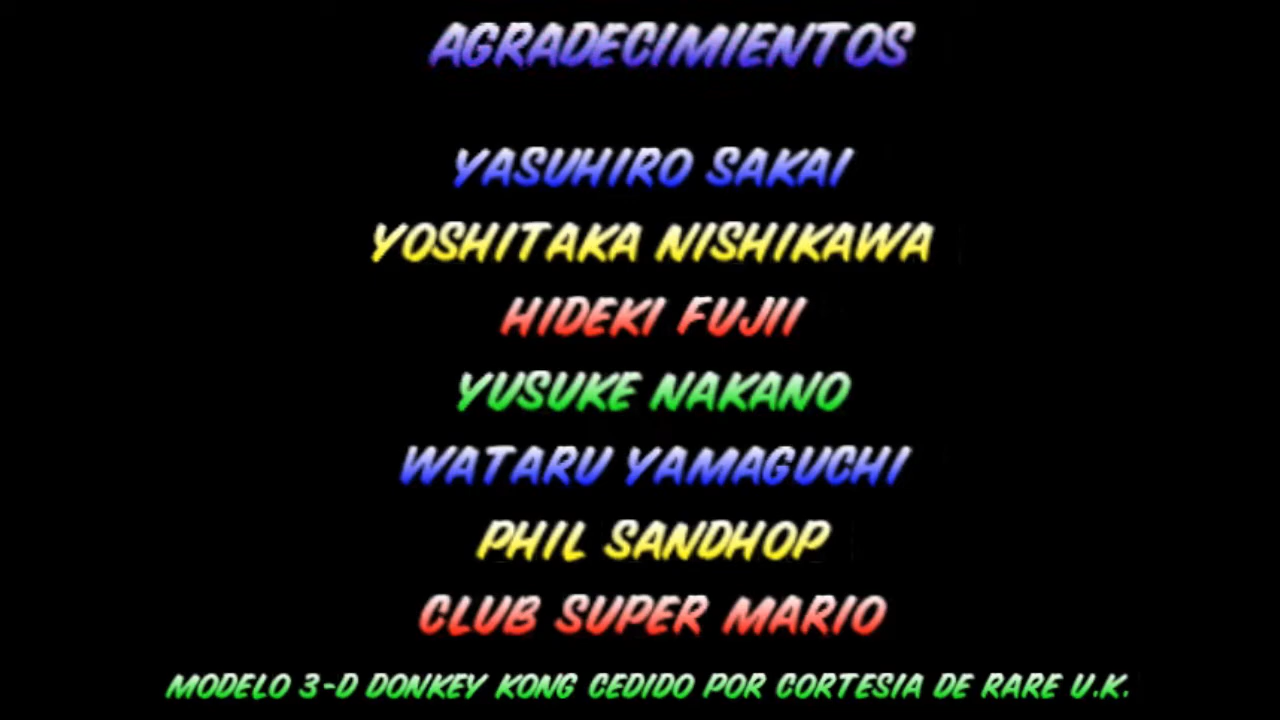 AGRADECIMIENTOS
YASUHIRO SAKAI
YOSHITAKA NISHIKAWA
HIDEKI FUJII
YUSUKE NAKANO
WATARU YAMAGUCHI
PHIL SANDHOP
CLUB SUPER MARIO
MODELO 3-D DONKEY KONG CEDIDO POR CORTESIA DE RARE U.K.